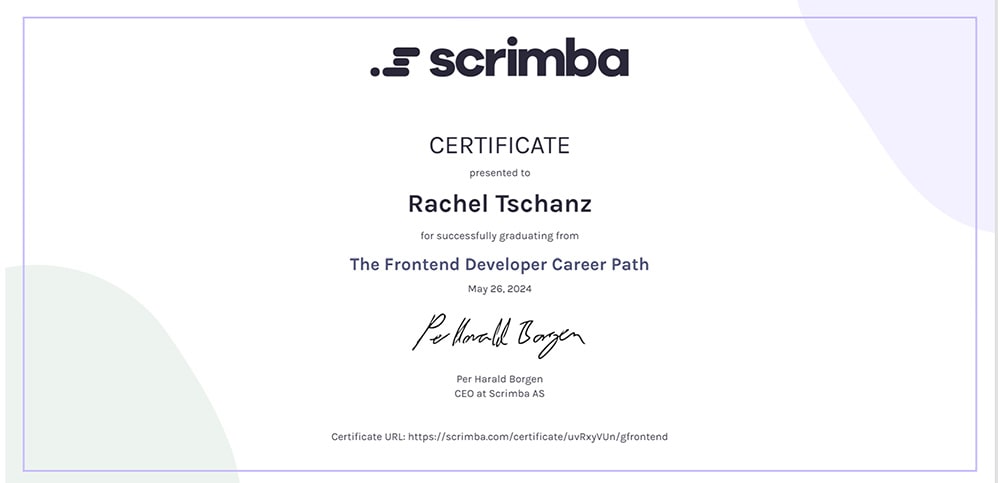 scrimba
CERTIFICATE
presented to
Rachel Tschanz
for successfully graduating from
The Frontend Developer Career Path
May 26, 2024
Per Harald Borgen
Per Harald Borgen
CEO at Scrimba AS
Certificate URL: https://scrimba.com/certificate/uvRxyVUn/gfrontend